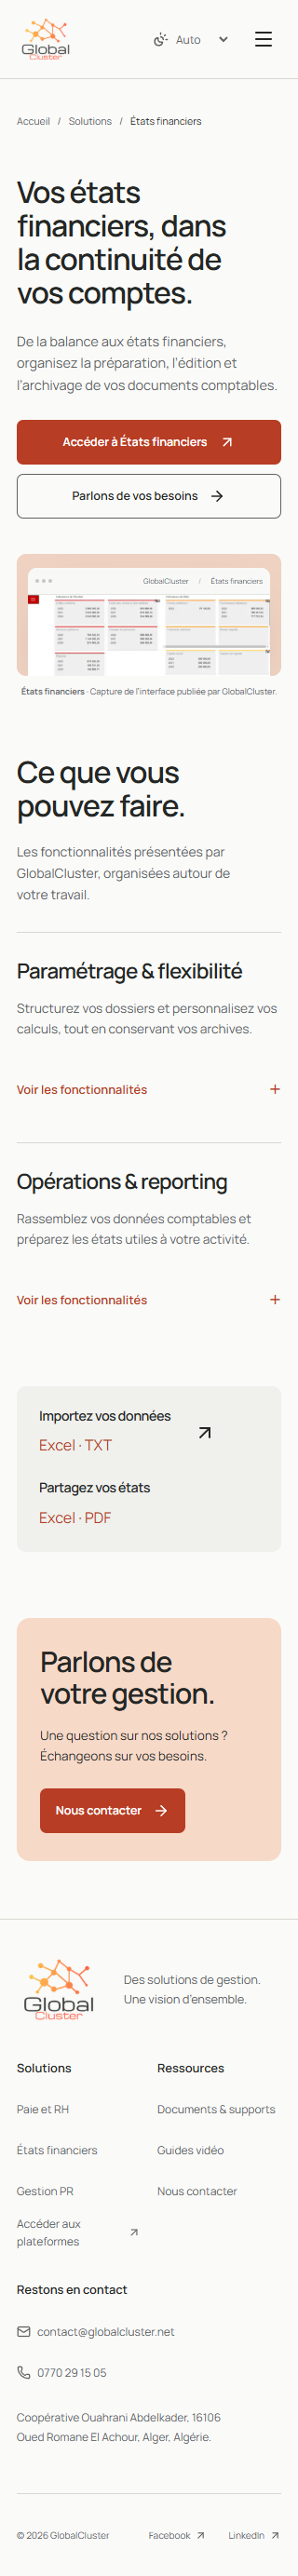 Global
Cluster
Auto
Accueil / Solutions / États financiers
Vos états
financiers, dans
la continuité de
vos comptes.
De la balance aux états financiers,
organisez la préparation, l’édition et
l’archivage de vos documents comptables.
Accéder à États financiers
Parlons de vos besoins
GlobalCluster / États financiers
États financiers · Capture de l’interface publiée par GlobalCluster.
Ce que vous
pouvez faire.
Les fonctionnalités présentées par
GlobalCluster, organisées autour de
votre travail.
Paramétrage & flexibilité
Structurez vos dossiers et personnalisez vos
calculs, tout en conservant vos archives.
Voir les fonctionnalités +
Opérations & reporting
Rassemblez vos données comptables et
préparez les états utiles à votre activité.
Voir les fonctionnalités +
Importez vos données
Excel · TXT
Partagez vos états
Excel · PDF
Parlons de
votre gestion.
Une question sur nos solutions ?
Échangeons sur vos besoins.
Nous contacter
Global
Cluster
Des solutions de gestion.
Une vision d’ensemble.
Solutions
Paie et RH
États financiers
Gestion PR
Accéder aux
plateformes
Ressources
Documents & supports
Guides vidéo
Nous contacter
Restons en contact
contact@globalcluster.net
0770 29 15 05
Coopérative Ouahrani Abdelkader, 16106
Oued Romane El Achour, Alger, Algérie.
© 2026 GlobalCluster
Facebook
LinkedIn